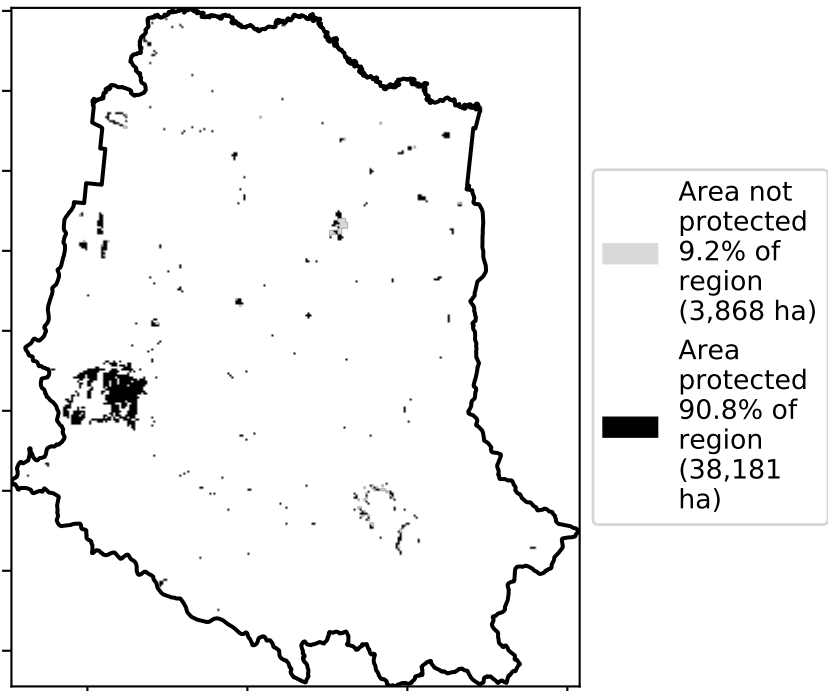 Area not
protected
9.2% of
region
(3,868 ha)
Area
protected
90.8% of
region
(38,181
ha)